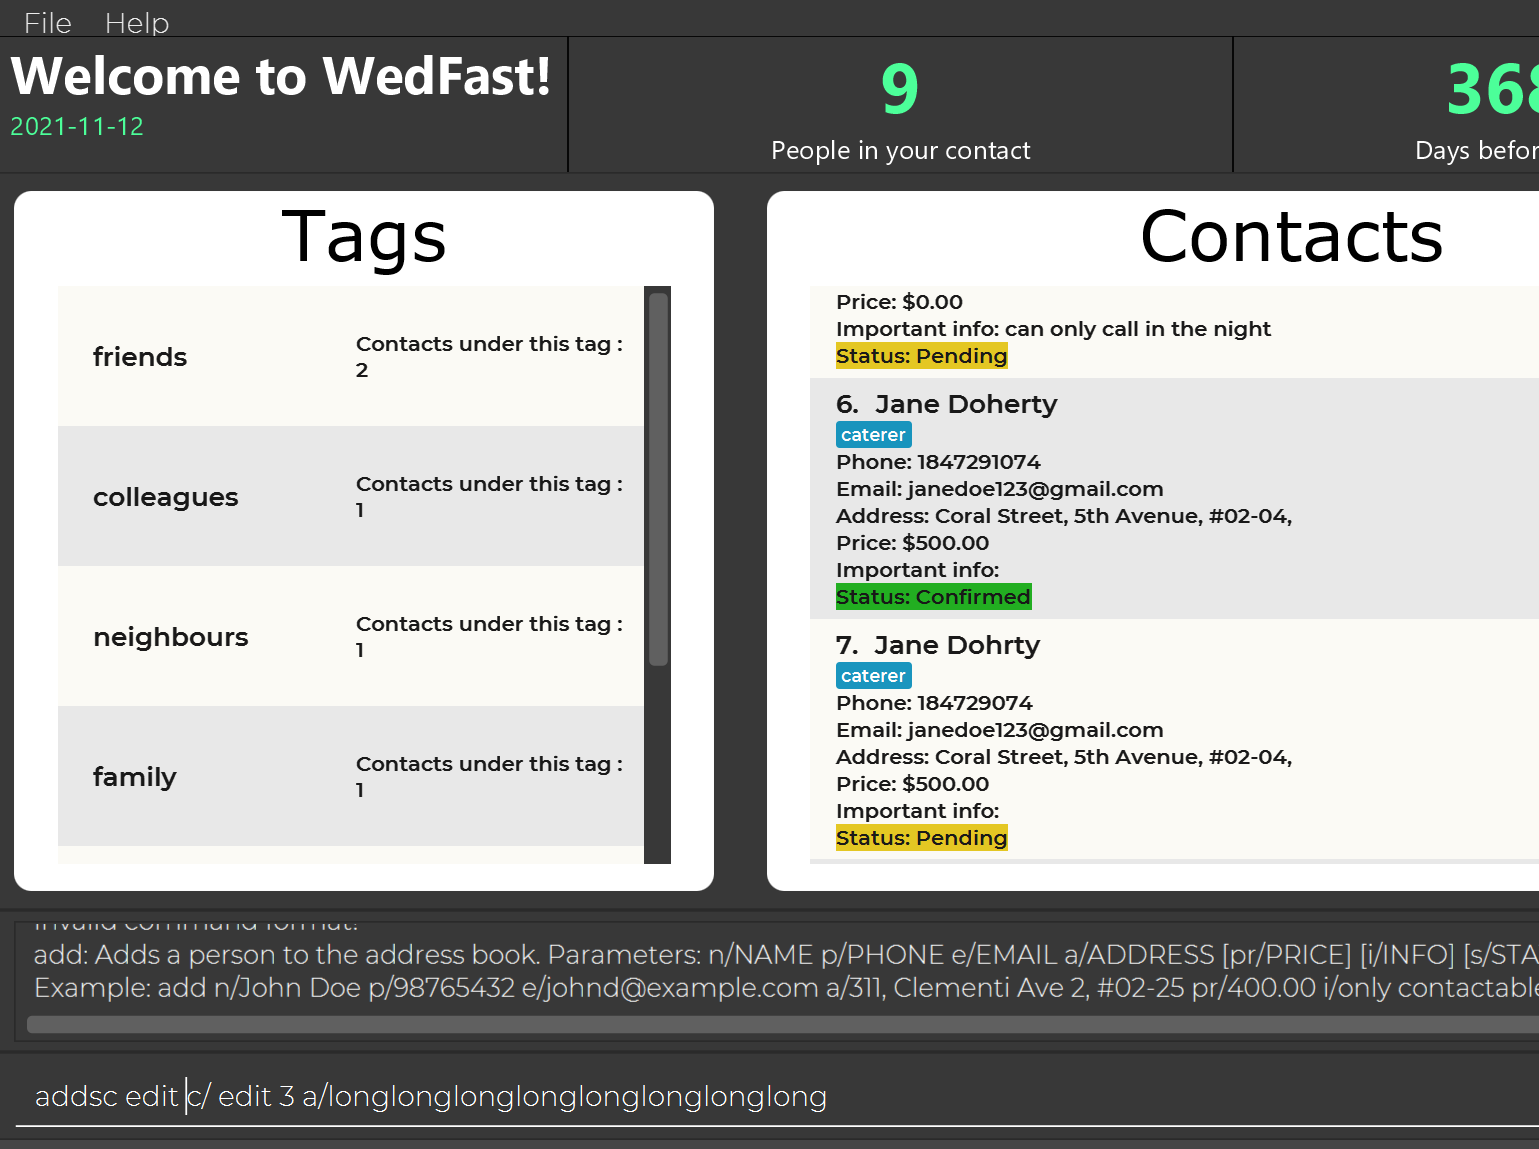 File Help
Welcome to WedFast!
2021-11-12
9
People in your contact
368
Days befor
Tags
friends
Contacts under this tag :
2
colleagues
Contacts under this tag :
1
neighbours
Contacts under this tag :
1
family
Contacts under this tag :
1
Contacts
Price: $0.00
Important info: can only call in the night
Status: Pending
6. Jane Doherty
caterer
Phone: 1847291074
Email: janedoe123@gmail.com
Address: Coral Street, 5th Avenue, #02-04,
Price: $500.00
Important info:
Status: Confirmed
7. Jane Dohrty
caterer
Phone: 184729074
Email: janedoe123@gmail.com
Address: Coral Street, 5th Avenue, #02-04,
Price: $500.00
Important info:
Status: Pending
Invalid command format!
add: Adds a person to the address book. Parameters: n/NAME p/PHONE e/EMAIL a/ADDRESS [pr/PRICE] [i/INFO] [s/STA
Example: add n/John Doe p/98765432 e/johnd@example.com a/311, Clementi Ave 2, #02-25 pr/400.00 i/only contactable
addsc edit c/ edit 3 a/longlonglonglonglonglonglonglong